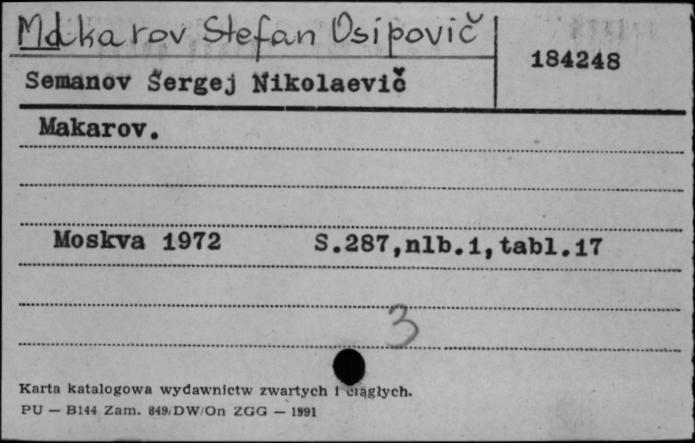 Makarov Stefan Osipovič
184248
Semanov Sergej Nikolaevič
Makarov.
Moskva 1972 S.287,nlb.1,tabl.17
3
Karta katalogowa wydawnictw zwartych i ciągłych.
PU — B144 Zam. 849/DW/On ZGG — 1991